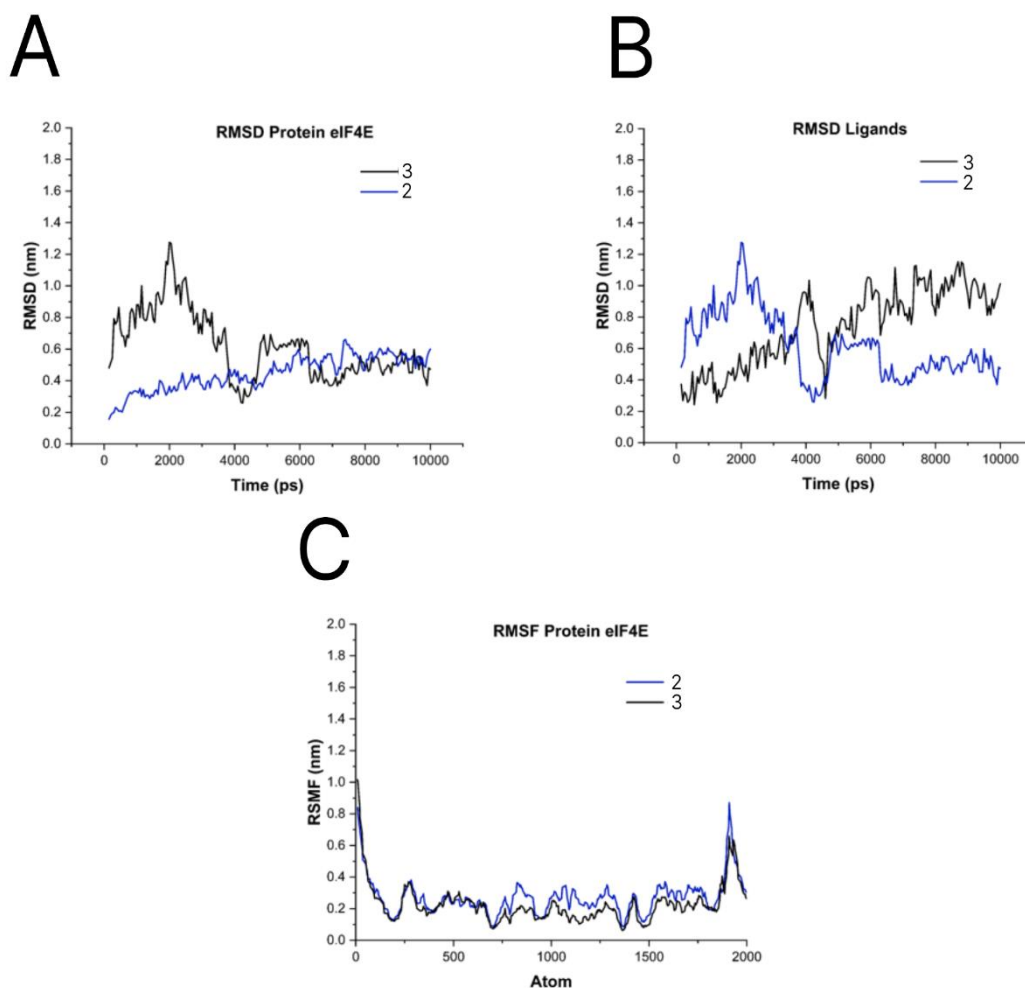 A
B
RMSD Protein eIF4E
3
2
2.0
1.8
1.6
1.4
1.2
1.0
0.8
0.6
0.4
0.2
0.0
RMSD (nm)
0 2000 4000 6000 8000 10000
Time (ps)
RMSD Ligands
3
2
2.0
1.8
1.6
1.4
1.2
1.0
0.8
0.6
0.4
0.2
0.0
RMSD (nm)
0 2000 4000 6000 8000 10000
Time (ps)
C
RMSF Protein eIF4E
2
3
2.0
1.8
1.6
1.4
1.2
1.0
0.8
0.6
0.4
0.2
0.0
RSMF (nm)
0 500 1000 1500 2000
Atom